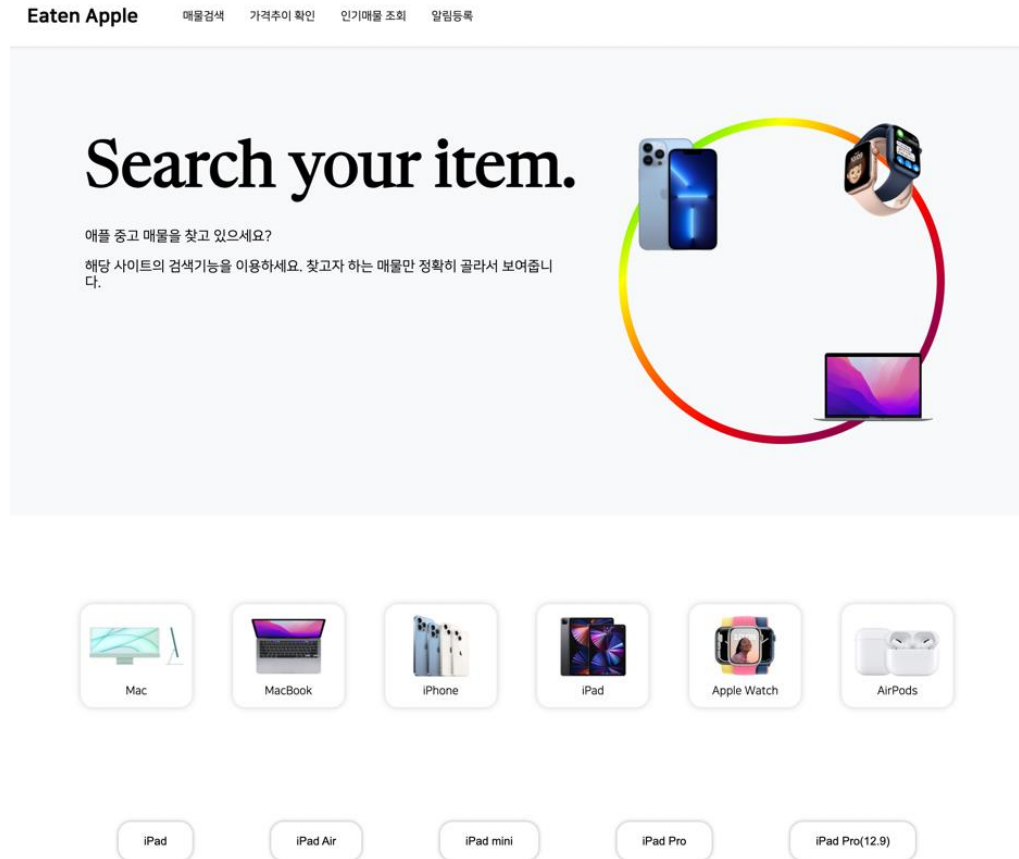 Eaten Apple 매물검색 가격추이 확인 인기매물 조회 알림등록
Search your item.
애플 중고 매물을 찾고 있으세요?
해당 사이트의 검색기능을 이용하세요. 찾고자 하는 매물만 정확히 골라서 보여줍니
다.
Mac MacBook iPhone iPad Apple Watch AirPods
iPad iPad Air iPad mini iPad Pro iPad Pro(12.9)